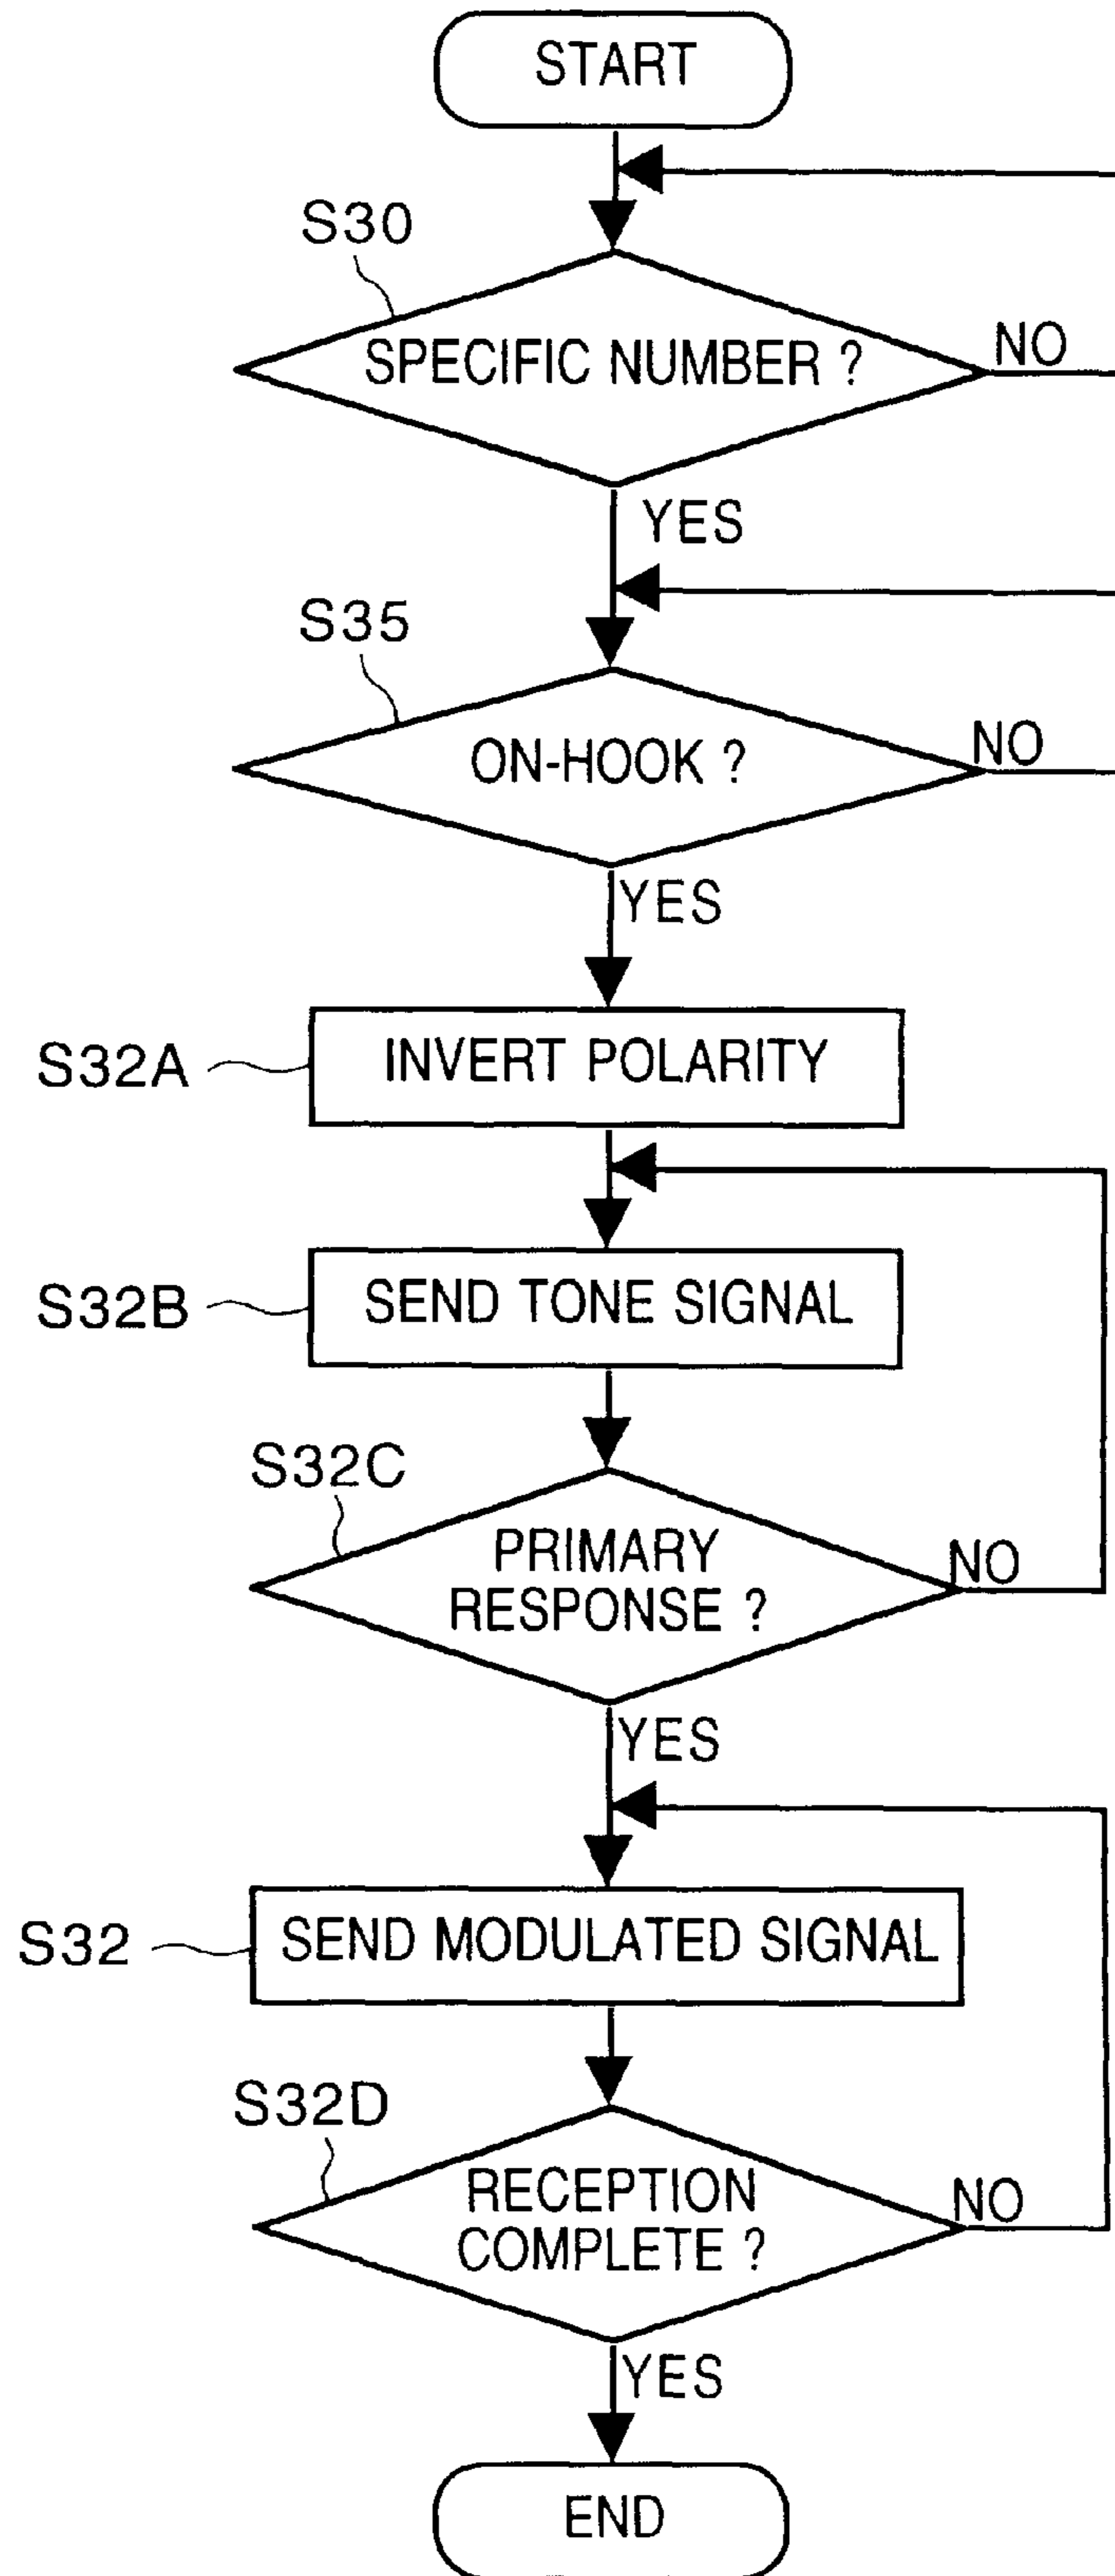 START
S30
SPECIFIC NUMBER ?
NO
YES
S35
ON-HOOK ?
NO
YES
S32A
INVERT POLARITY
S32B
SEND TONE SIGNAL
S32C
PRIMARY
RESPONSE ?
NO
YES
S32
SEND MODULATED SIGNAL
S32D
RECEPTION
COMPLETE ?
NO
YES
END